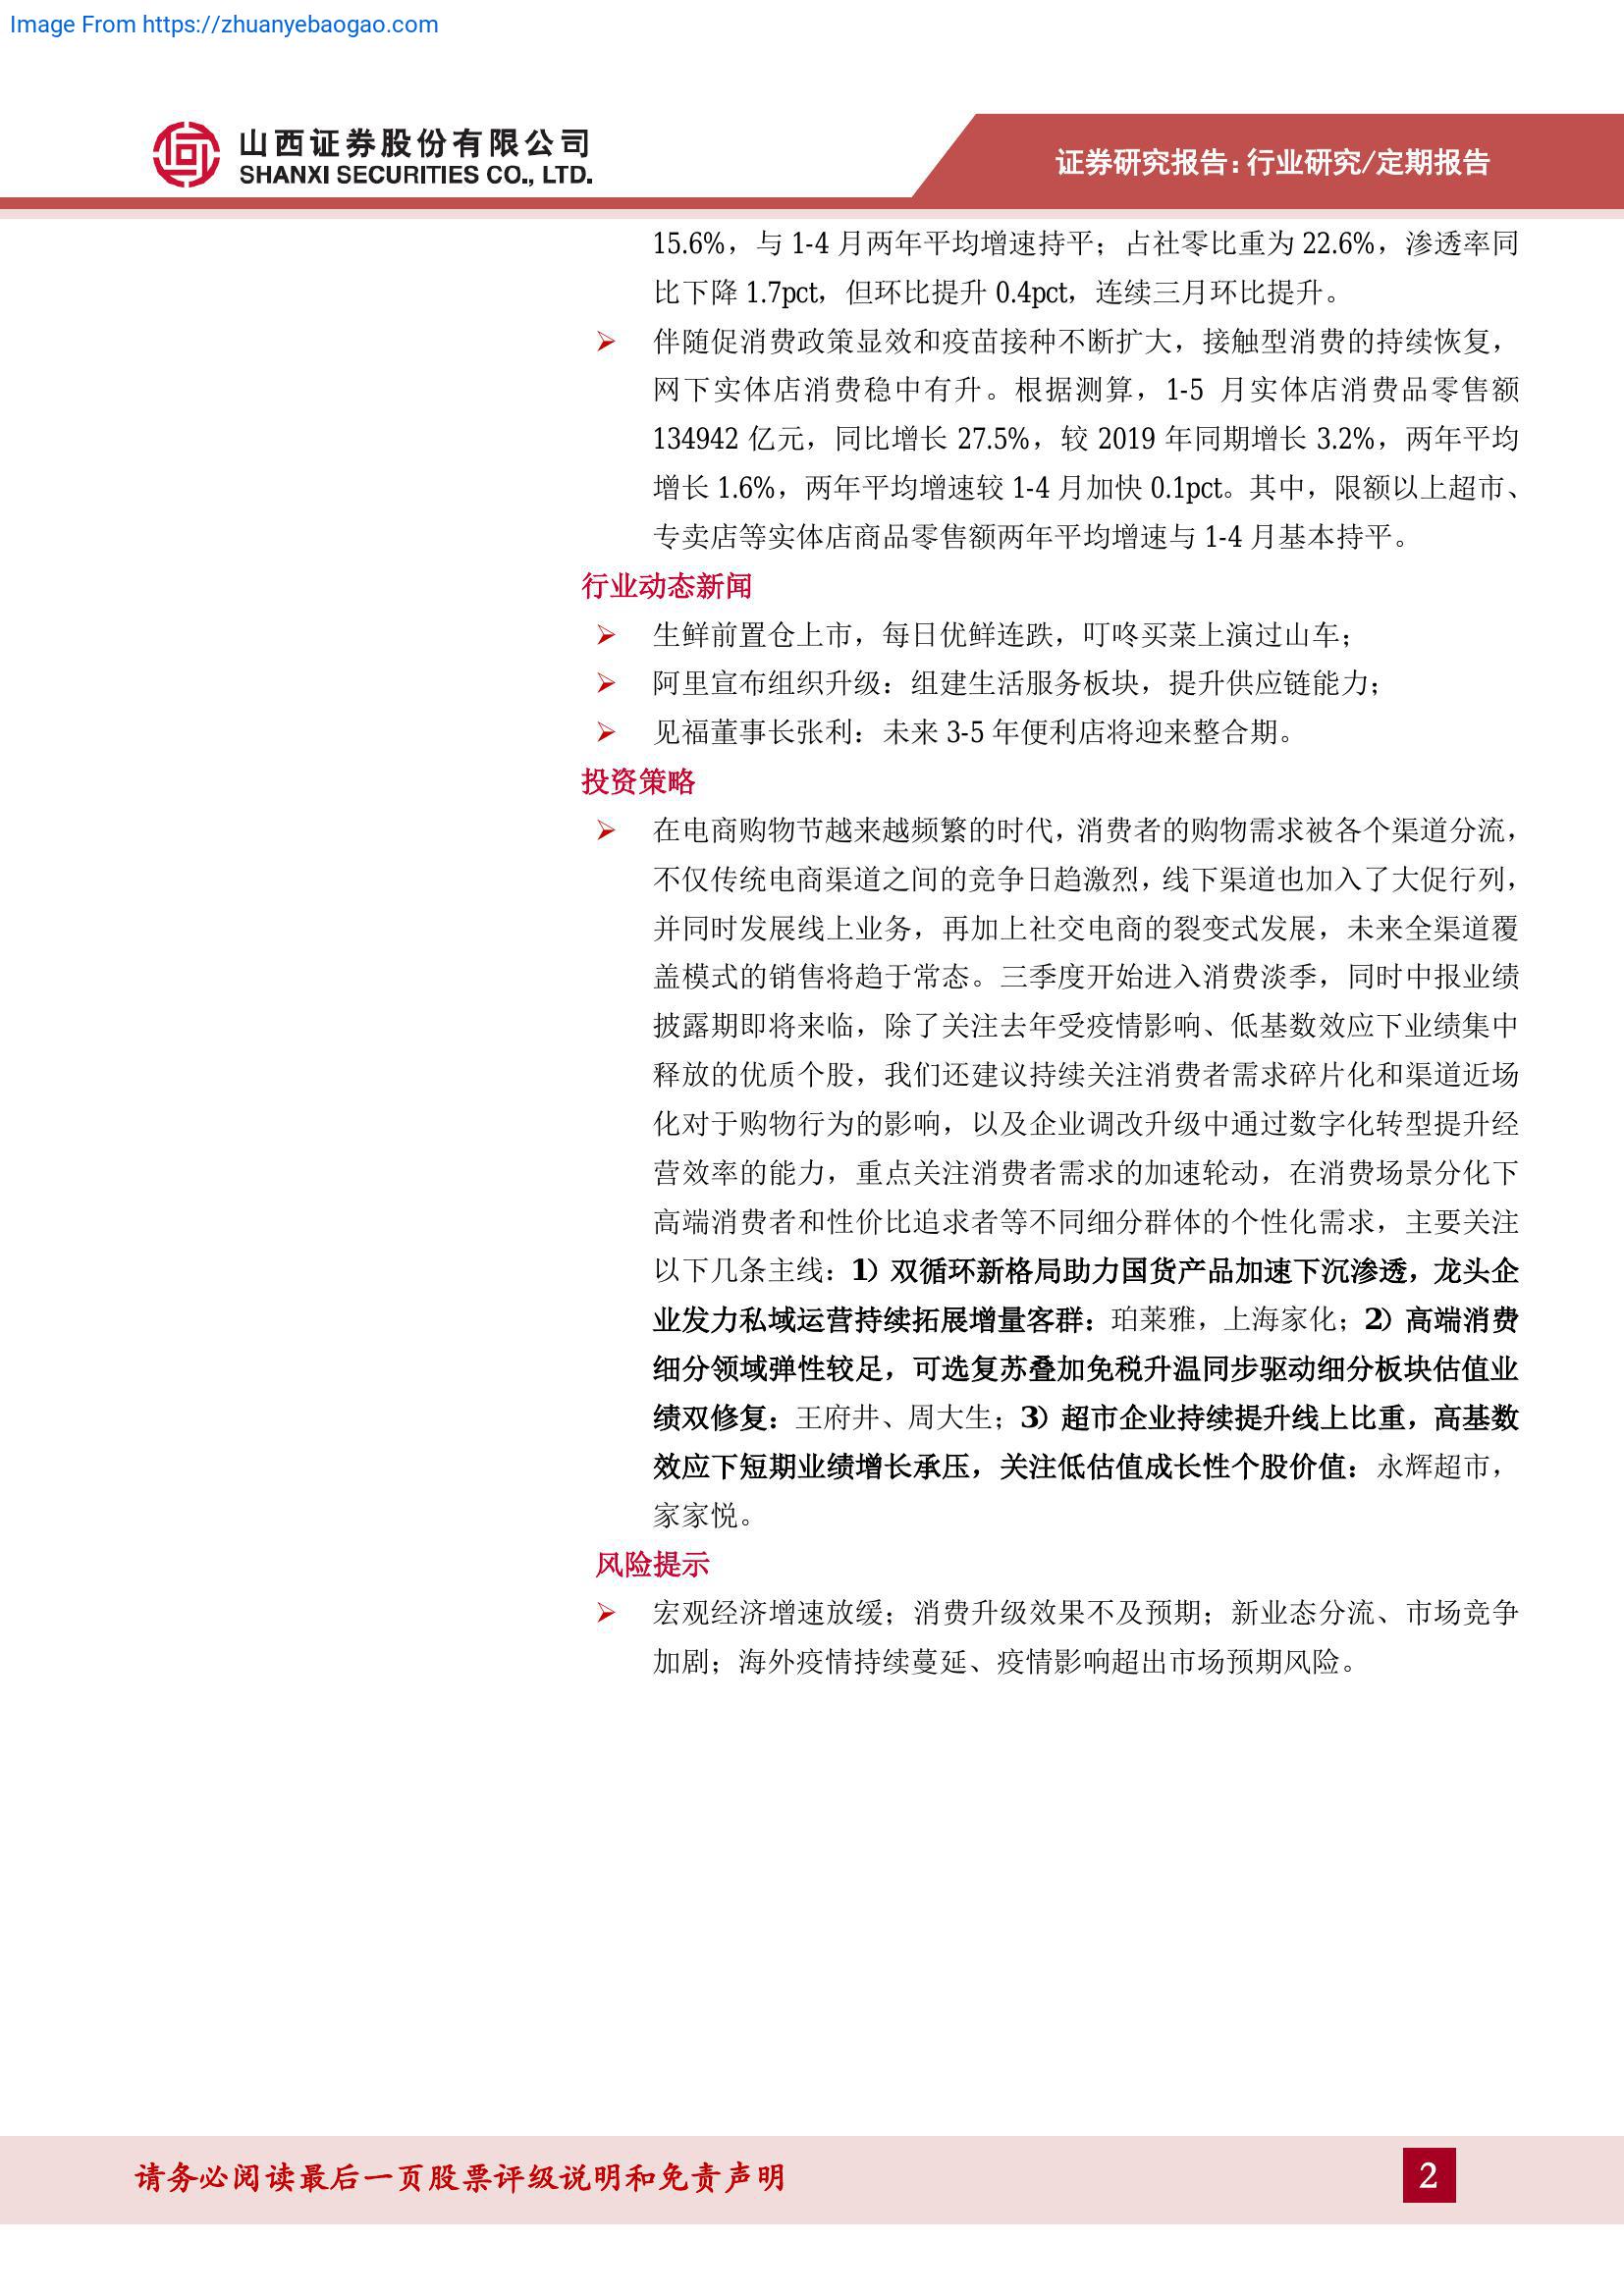 Image From https://zhuanyebaogao.com
山西证券股份有限公司
SHANXI SECURITIES CO., LTD.
证券研究报告：行业研究/定期报告
15.6%，与 1-4 月两年平均增速持平；占社零比重为 22.6%，渗透率同
比下降 1.7pct，但环比提升 0.4pct，连续三月环比提升。
➢ 伴随促消费政策显效和疫苗接种不断扩大，接触型消费的持续恢复，
网下实体店消费稳中有升。根据测算，1-5 月实体店消费品零售额
134942 亿元，同比增长 27.5%，较 2019 年同期增长 3.2%，两年平均
增长 1.6%，两年平均增速较 1-4 月加快 0.1pct。其中，限额以上超市、
专卖店等实体店商品零售额两年平均增速与 1-4 月基本持平。
行业动态新闻
➢ 生鲜前置仓上市，每日优鲜连跌，叮咚买菜上演过山车；
➢ 阿里宣布组织升级：组建生活服务板块，提升供应链能力；
➢ 见福董事长张利：未来 3-5 年便利店将迎来整合期。
投资策略
➢ 在电商购物节越来越频繁的时代，消费者的购物需求被各个渠道分流，
不仅传统电商渠道之间的竞争日趋激烈，线下渠道也加入了大促行列，
并同时发展线上业务，再加上社交电商的裂变式发展，未来全渠道覆
盖模式的销售将趋于常态。三季度开始进入消费淡季，同时中报业绩
披露期即将来临，除了关注去年受疫情影响、低基数效应下业绩集中
释放的优质个股，我们还建议持续关注消费者需求碎片化和渠道近场
化对于购物行为的影响，以及企业调改升级中通过数字化转型提升经
营效率的能力，重点关注消费者需求的加速轮动，在消费场景分化下
高端消费者和性价比追求者等不同细分群体的个性化需求，主要关注
以下几条主线：1）双循环新格局助力国货产品加速下沉渗透，龙头企
业发力私域运营持续拓展增量客群：珀莱雅，上海家化；2）高端消费
细分领域弹性较足，可选复苏叠加免税升温同步驱动细分板块估值业
绩双修复：王府井、周大生；3）超市企业持续提升线上比重，高基数
效应下短期业绩增长承压，关注低估值成长性个股价值：永辉超市，
家家悦。
风险提示
➢ 宏观经济增速放缓；消费升级效果不及预期；新业态分流、市场竞争
加剧；海外疫情持续蔓延、疫情影响超出市场预期风险。
请务必阅读最后一页股票评级说明和免责声明
2